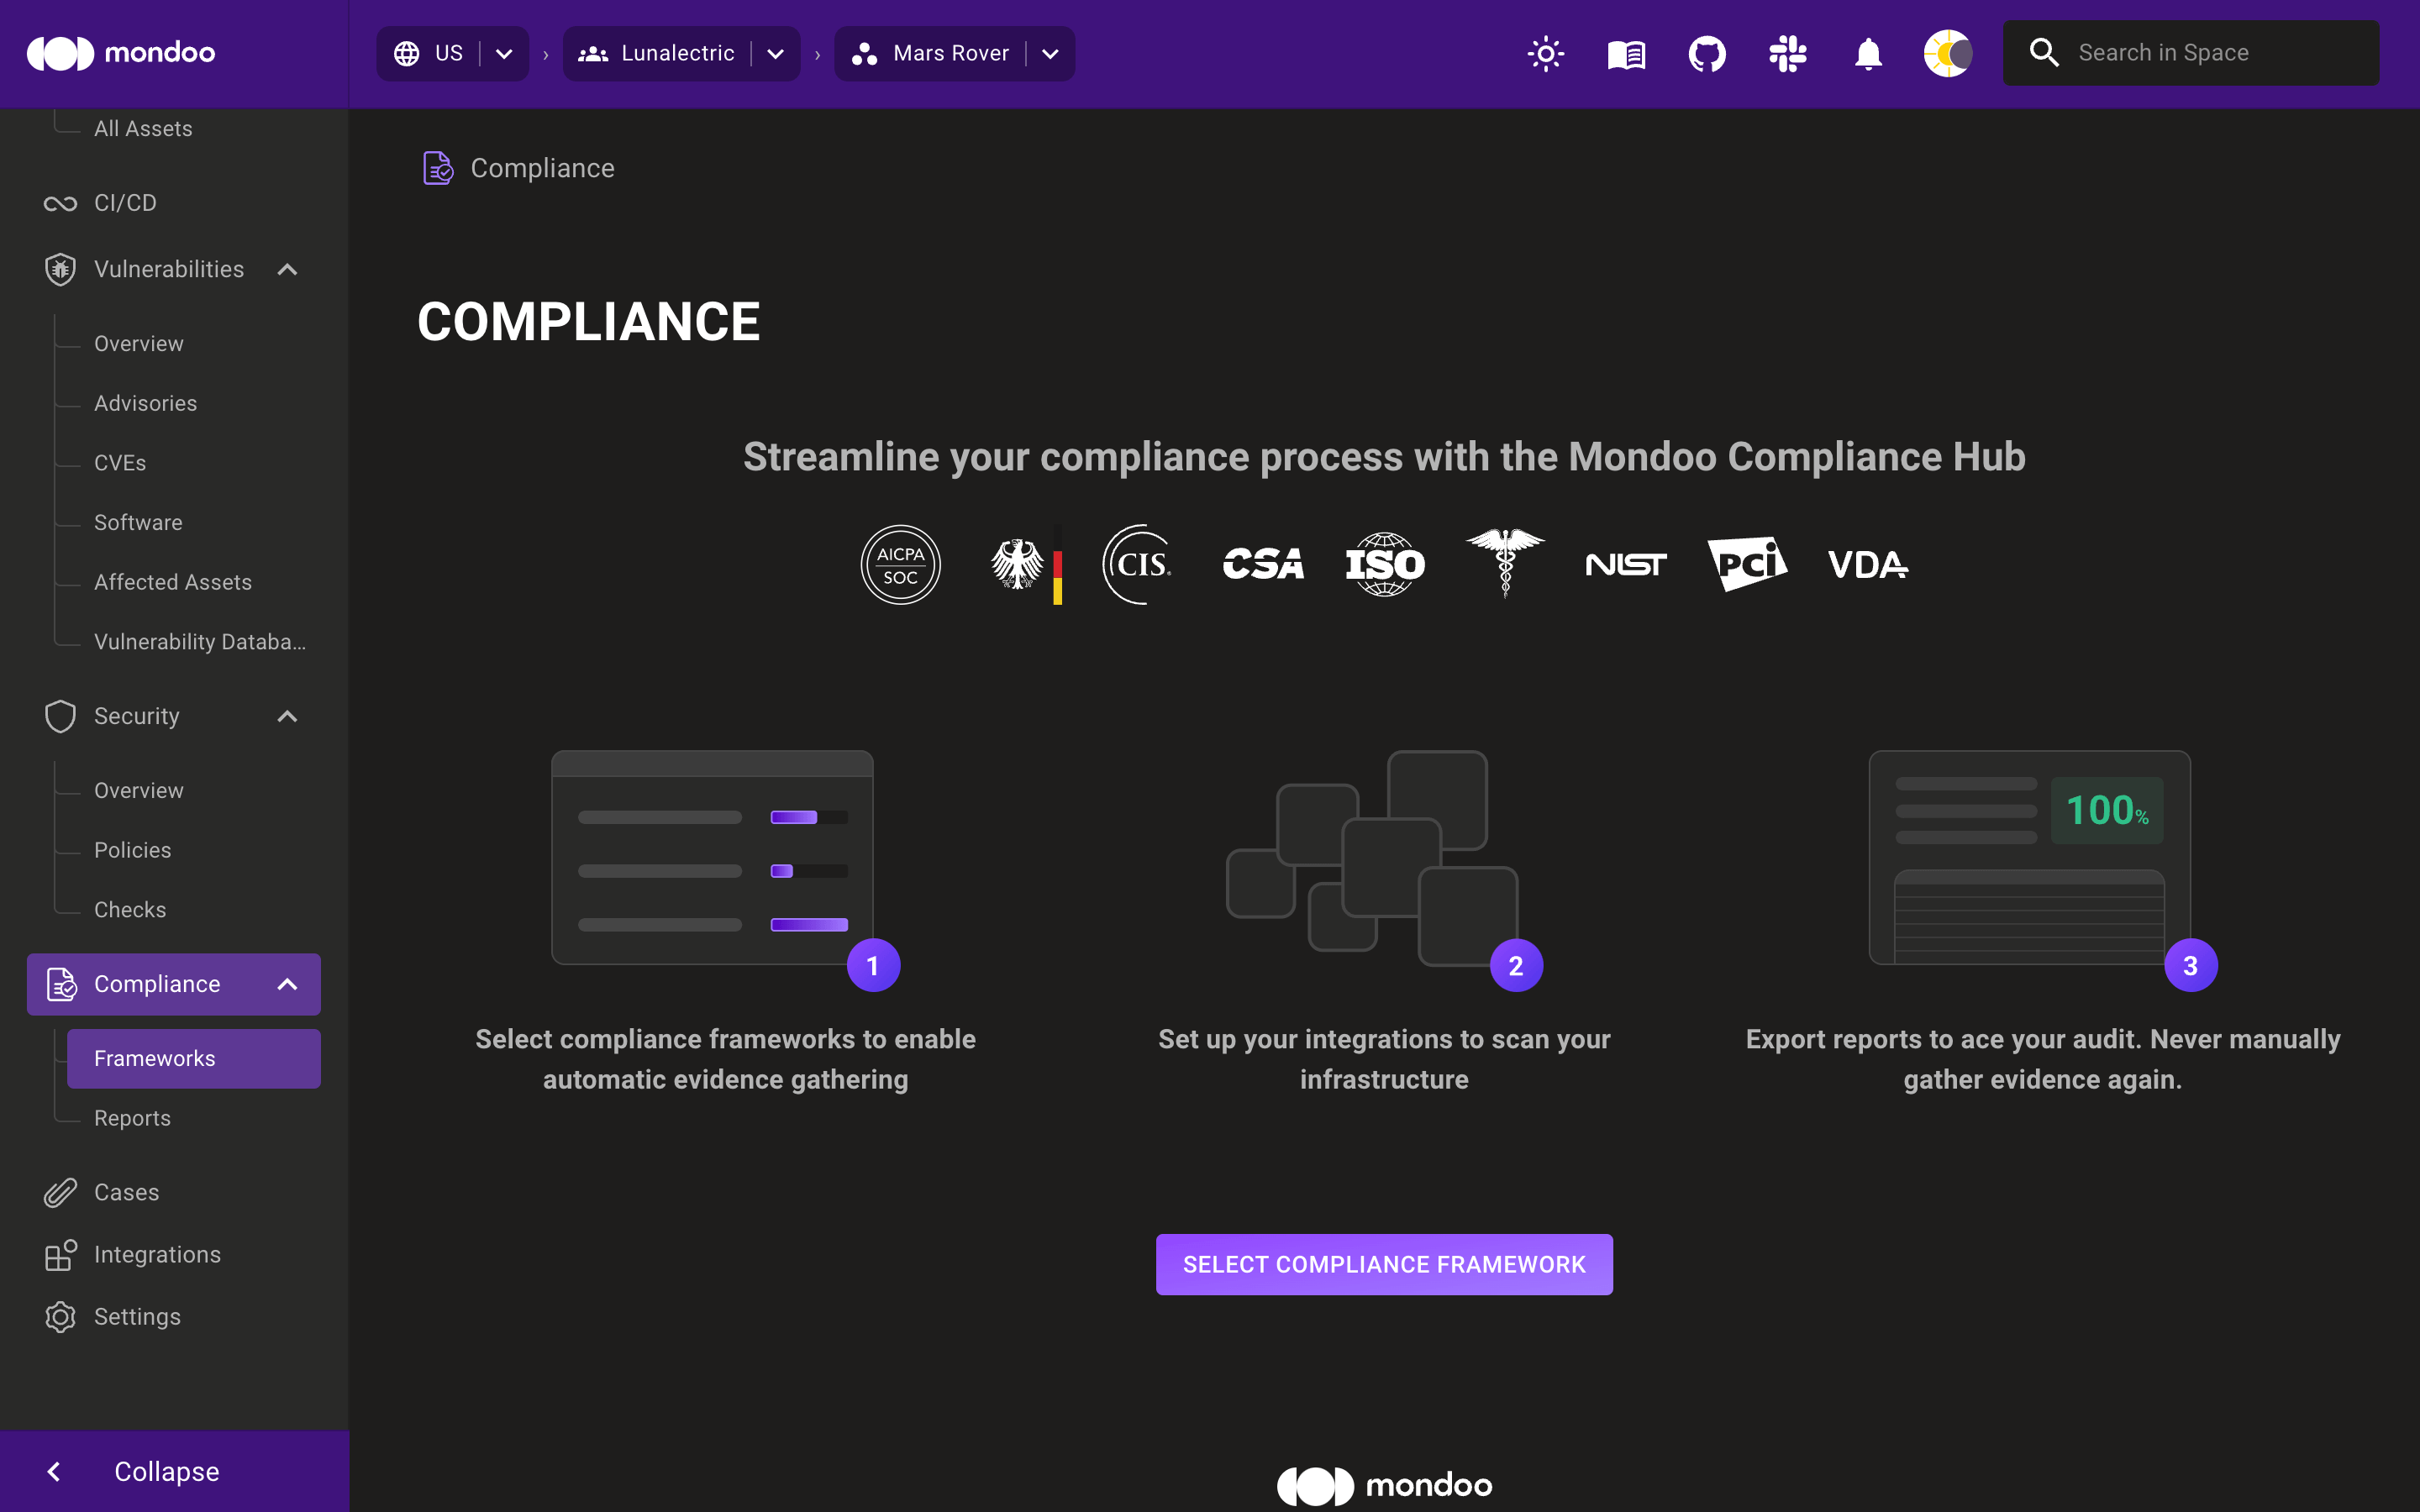 mondoo
US
Lunalectric
Mars Rover
Search in Space
All Assets
CI/CD
Vulnerabilities
Overview
Advisories
CVEs
Software
Affected Assets
Vulnerability Databa...
Security
Overview
Policies
Checks
Compliance
Frameworks
Reports
Cases
Integrations
Settings
Collapse
Compliance
COMPLIANCE
Streamline your compliance process with the Mondoo Compliance Hub
AICPA
SOC
CIS®
CSA
ISO
NIST
PCI
VDA
1
Select compliance frameworks to enable
automatic evidence gathering
2
Set up your integrations to scan your
infrastructure
100%
3
Export reports to ace your audit. Never manually
gather evidence again.
SELECT COMPLIANCE FRAMEWORK
mondoo